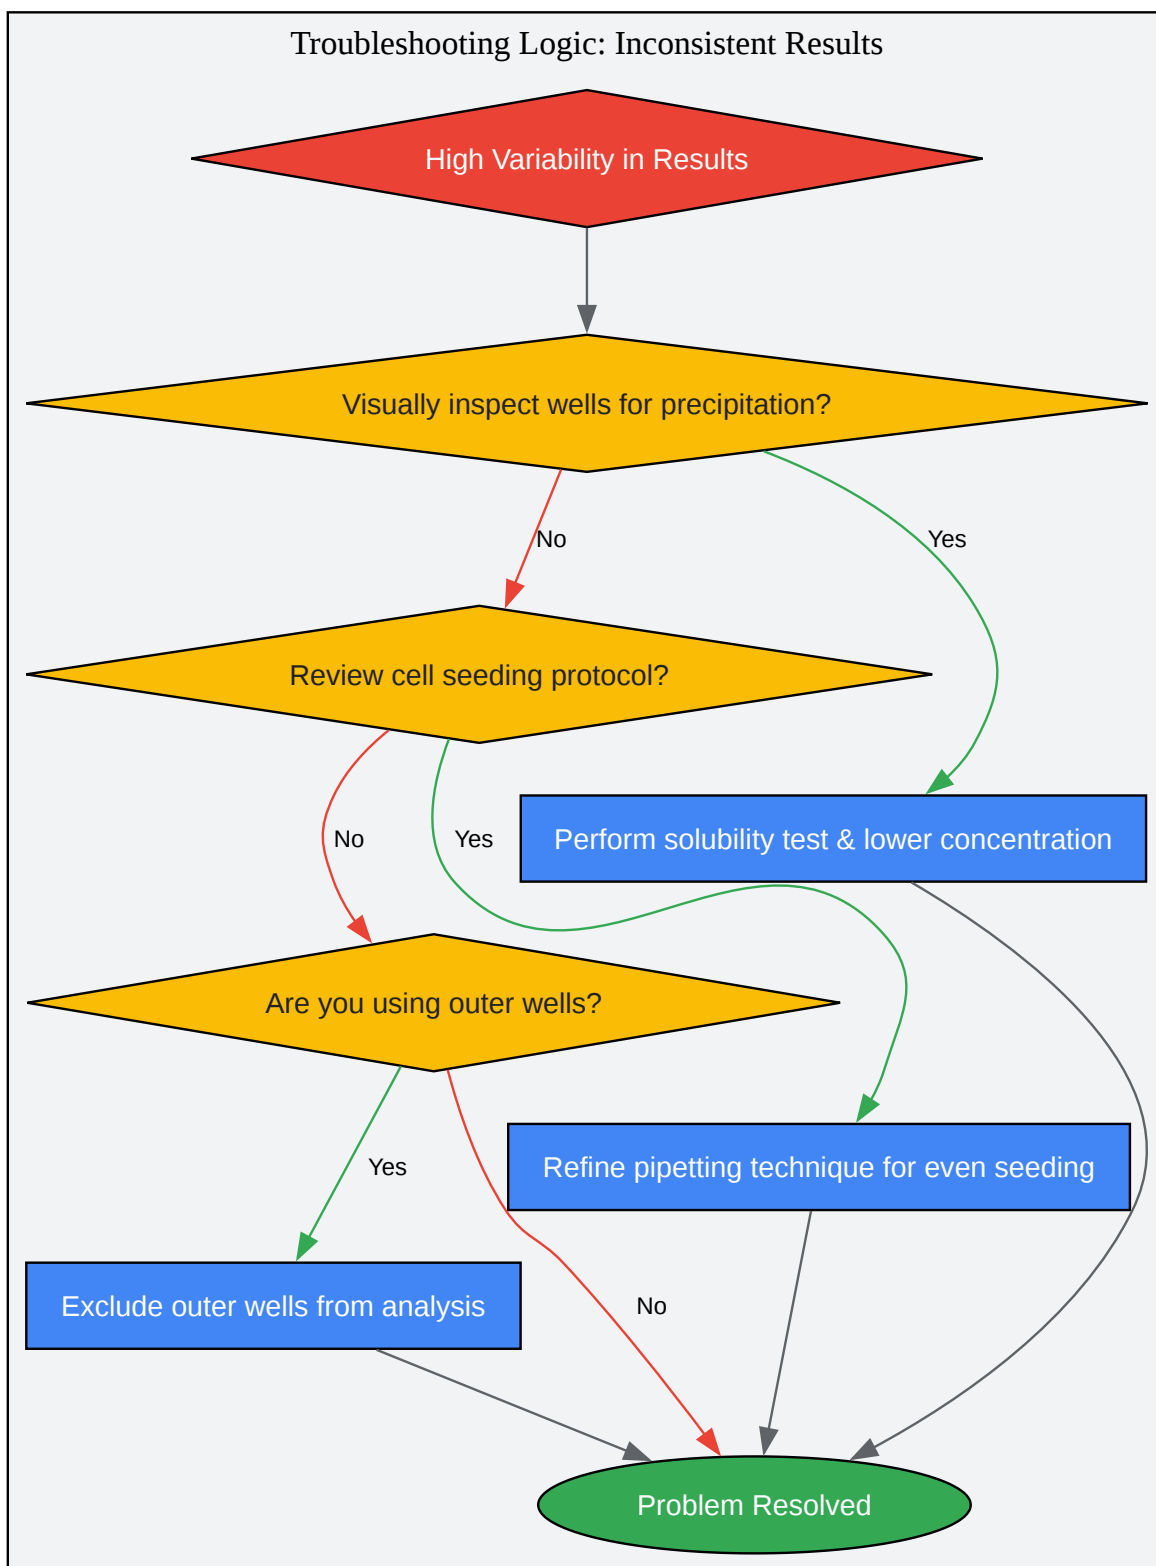 Troubleshooting Logic: Inconsistent Results
High Variability in Results
Visually inspect wells for precipitation?
No
Yes
Review cell seeding protocol?
No
Yes
Perform solubility test & lower concentration
Are you using outer wells?
Yes
Refine pipetting technique for even seeding
Exclude outer wells from analysis
No
Problem Resolved